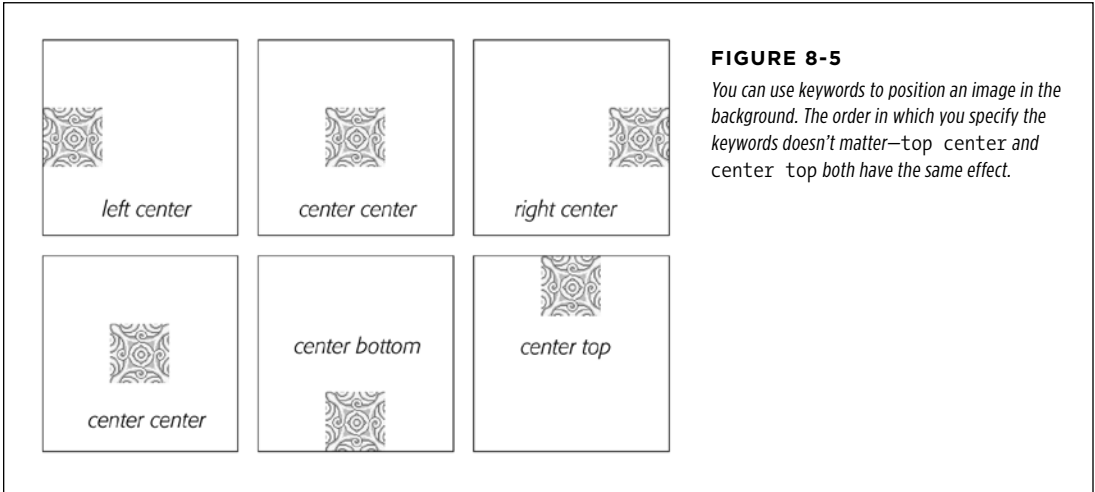 left center
center center
right center
center center
center bottom
center top
FIGURE 8-5
You can use keywords to position an image in the
background. The order in which you specify the
keywords doesn’t matter—top center and
center top both have the same effect.